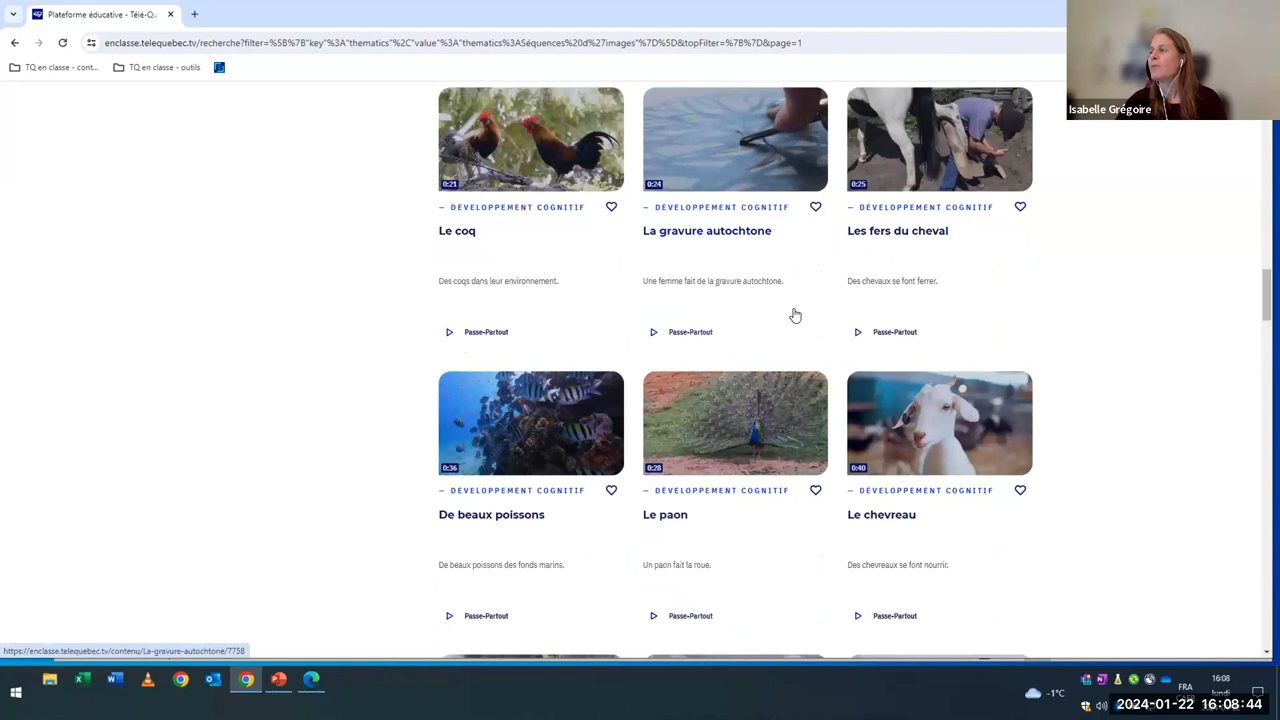 Plateforme éducative - Télé-Qu
enclasse.telequebec.tv/recherche?filter=%5B%7B"key"%3A"thematics"%2C"value"%3A"thematics%3ASéquences%20d%27images"%7D%5D&topFilter=%7B%7D&page=1
TQ en classe - cont...
TQ en classe - outils
Isabelle Grégoire
0:21
0:24
0:25
— DÉVELOPPEMENT COGNITIF
— DÉVELOPPEMENT COGNITIF
— DÉVELOPPEMENT COGNITIF
Le coq
La gravure autochtone
Les fers du cheval
Des coqs dans leur environnement.
Une femme fait de la gravure autochtone.
Des chevaux se font ferrer.
Passe-Partout
Passe-Partout
Passe-Partout
0:36
0:28
0:40
— DÉVELOPPEMENT COGNITIF
— DÉVELOPPEMENT COGNITIF
— DÉVELOPPEMENT COGNITIF
De beaux poissons
Le paon
Le chevreau
De beaux poissons des fonds marins.
Un paon fait la roue.
Des chevreaux se font nourrir.
Passe-Partout
Passe-Partout
Passe-Partout
https://enclasse.telequebec.tv/contenu/La-gravure-autochtone/7758
-1°C
FRA
16:08
lundi
2024-01-22 16:08:44